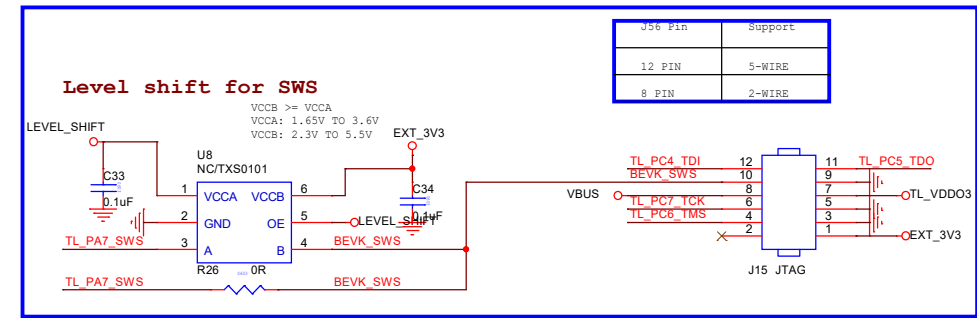 J56 Pin Support
12 PIN 5-WIRE
8 PIN 2-WIRE
Level shift for SWS
VCCB >= VCCA
VCCA: 1.65V TO 3.6V
VCCB: 2.3V TO 5.5V
LEVEL_SHIFT
EXT_3V3
U8
NC/TXS0101
C33
0.1uF
C34
0.1uF
1 VCCA VCCB 6
2 GND OE 5 LEVEL_SHIFT
TL_PA7_SWS 3 A B 4 BEVK_SWS
R26 0R
TL_PA7_SWS BEVK_SWS
TL_PC4_TDI 12 11 TL_PC5_TDO
BEVK_SWS 10 9
VBUS 8 7 TL_VDDO3
TL_PC7_TCK 6 5
TL_PC6_TMS 4 3
2 1 EXT_3V3
J15 JTAG